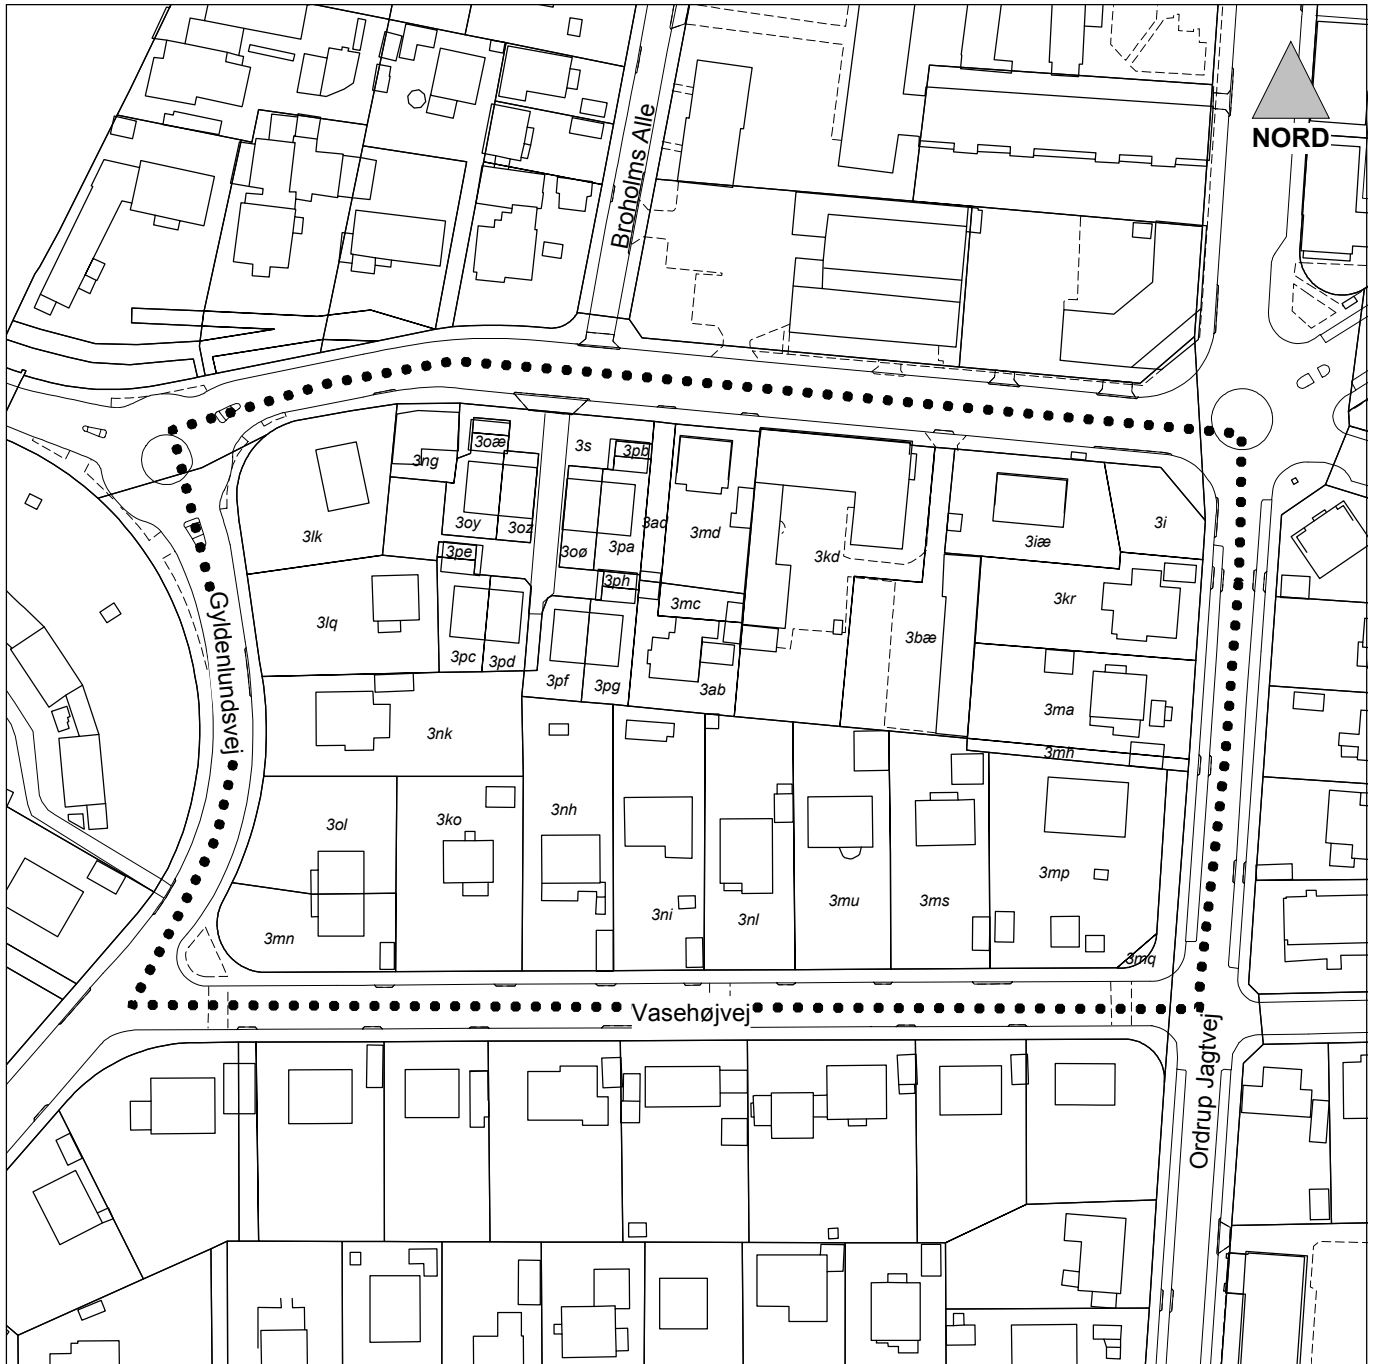 NORD
Broholms Alle
3oæ
3s
3pb
3ng
3lk
3oy
3oz
3ad
3md
3kd
3iæ
3i
3pe
3oø
3pa
3ph
3mc
3kr
3lq
3bæ
Gyldenlundsvej
3pc
3pd
3pf
3pg
3ab
3ma
3nk
3mh
3ol
3ko
3nh
3ni
3nl
3mu
3ms
3mp
3mn
3mq
Vasehøjvej
Ordrup Jagtvej